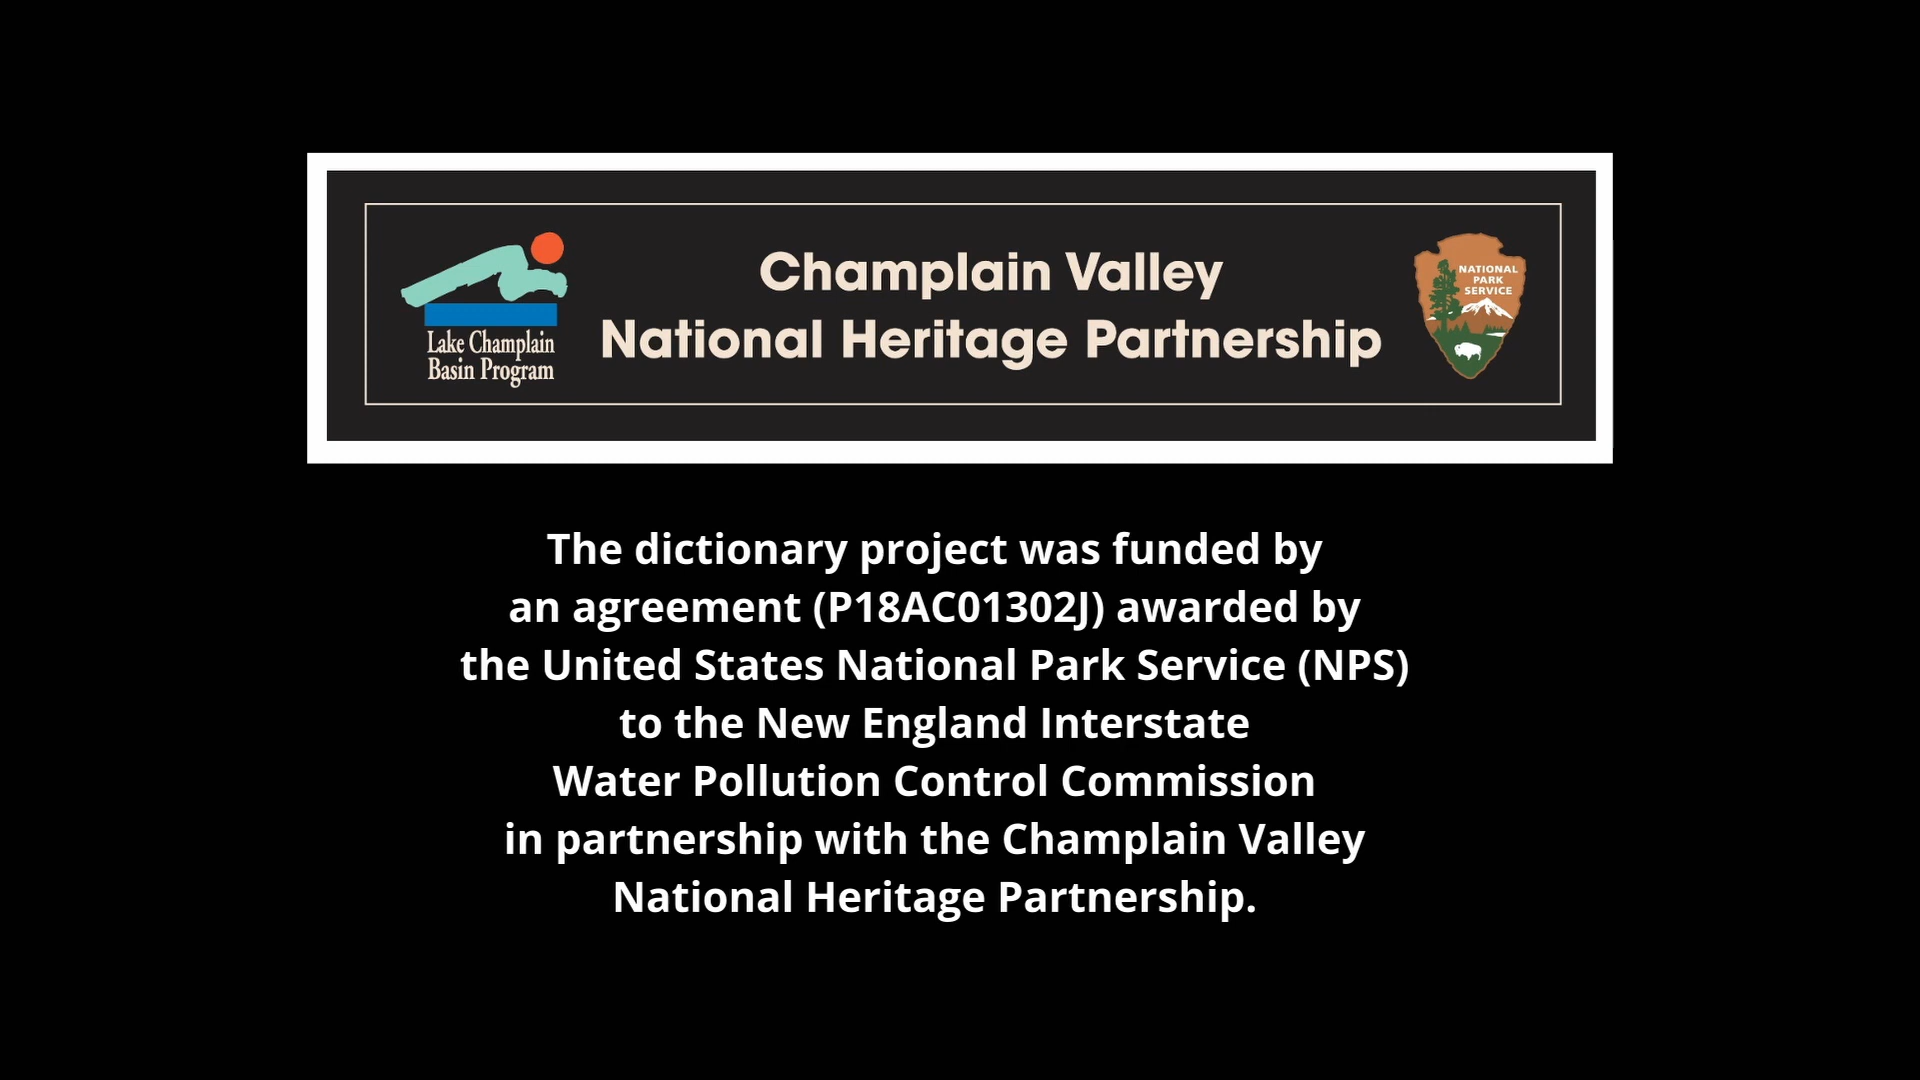 Lake Champlain
Basin Program
Champlain Valley
National Heritage Partnership
NATIONAL
PARK
SERVICE
The dictionary project was funded by
an agreement (P18AC01302J) awarded by
the United States National Park Service (NPS)
to the New England Interstate
Water Pollution Control Commission
in partnership with the Champlain Valley
National Heritage Partnership.